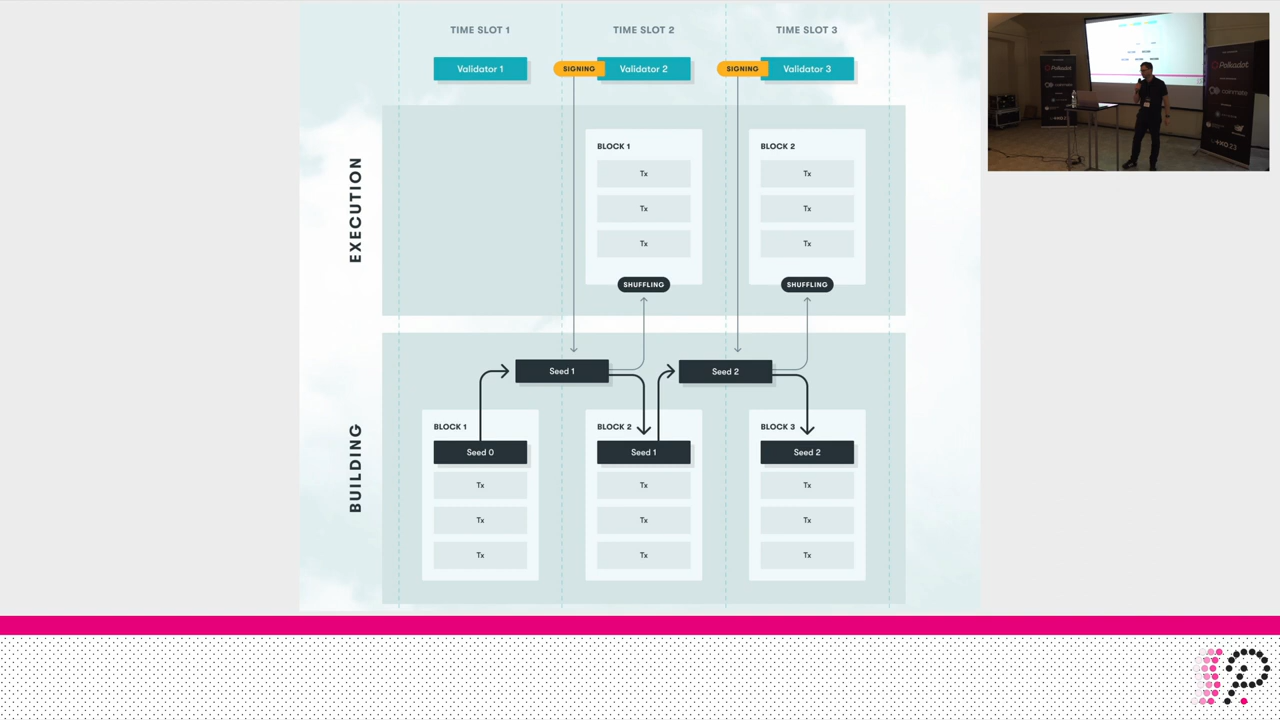 TIME SLOT 1
TIME SLOT 2
TIME SLOT 3
Validator 1
SIGNING
Validator 2
SIGNING
Validator 3
EXECUTION
BLOCK 1
Tx
Tx
Tx
SHUFFLING
BLOCK 2
Tx
Tx
Tx
SHUFFLING
Seed 1
Seed 2
BUILDING
BLOCK 1
Seed 0
Tx
Tx
Tx
BLOCK 2
Seed 1
Tx
Tx
Tx
BLOCK 3
Seed 2
Tx
Tx
Tx
Polkadot